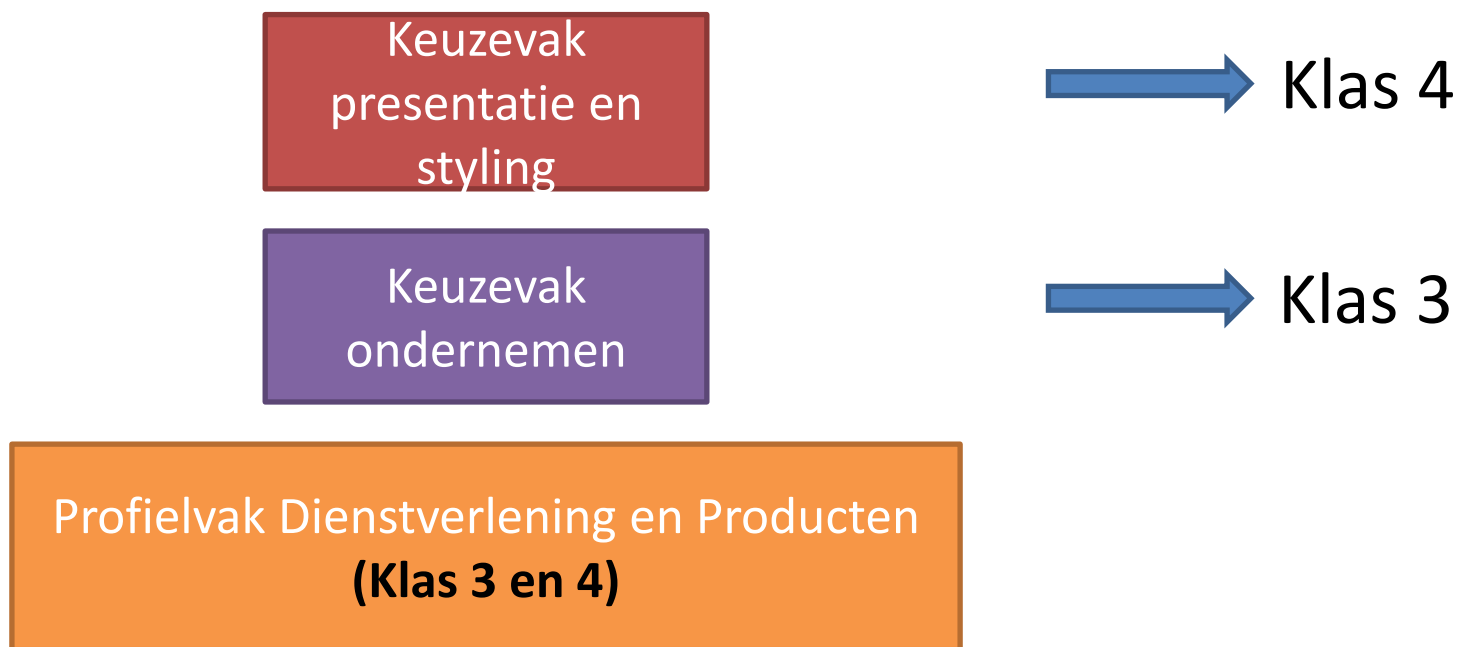 Keuzevak
presentatie en
styling
Klas 4
Keuzevak
ondernemen
Klas 3
Profielvak Dienstverlening en Producten
(Klas 3 en 4)